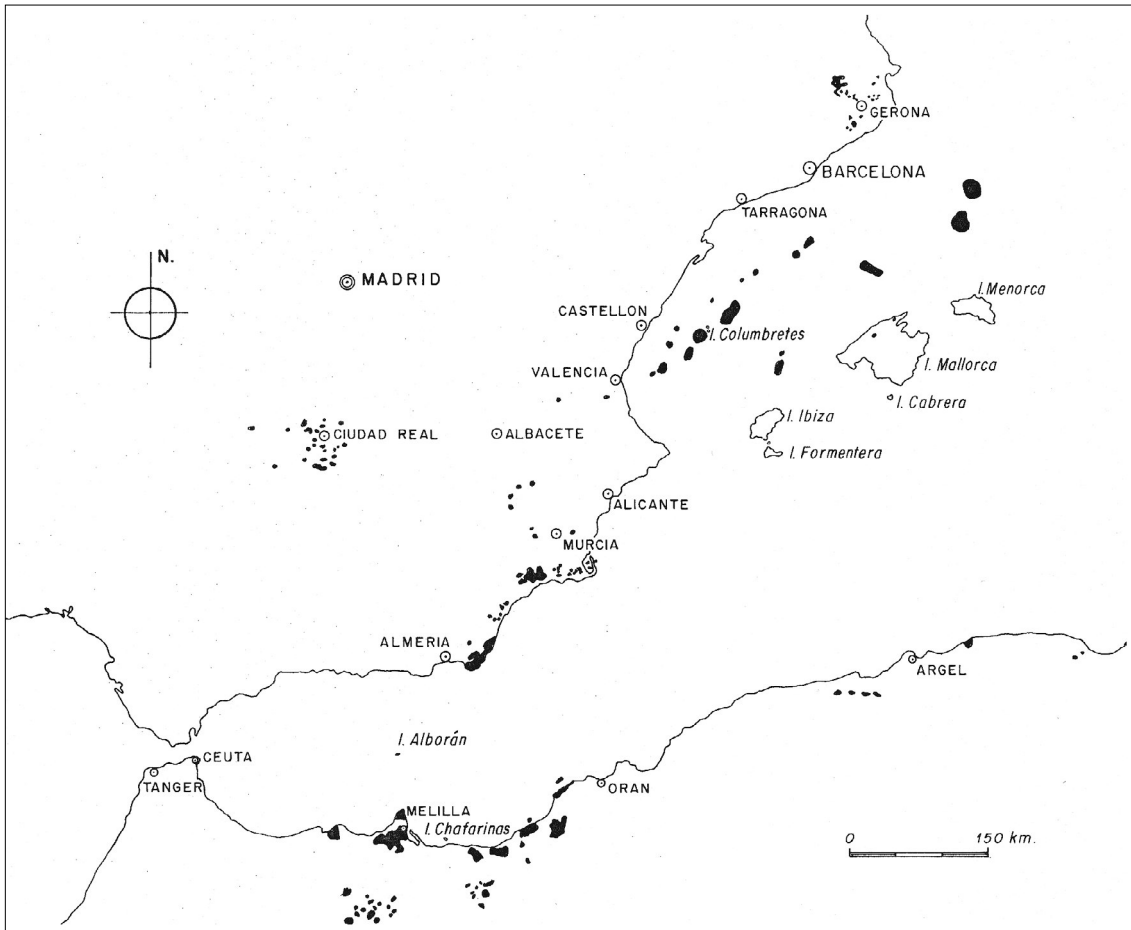 GERONA
BARCELONA
TARRAGONA
N.
MADRID
I. Menorca
CASTELLON
I. Columbretes
VALENCIA
I. Mallorca
I. Cabrera
I. Ibiza
CIUDAD REAL
ALBACETE
I. Formentera
ALICANTE
MURCIA
ALMERIA
ARGEL
I. Alborán
CEUTA
TANGER
ORAN
MELILLA
I. Chafarinas
0 150 km.